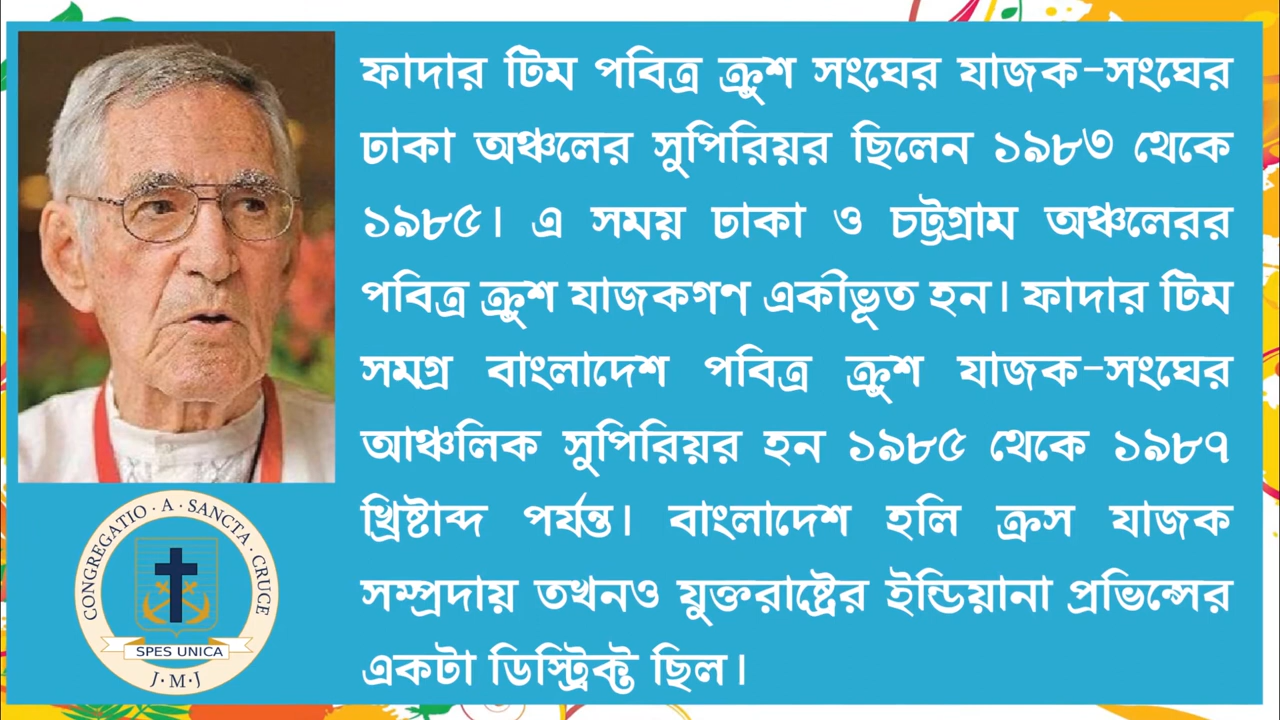 ফাদার টিম পবিত্র ক্রুশ সংঘের যাজক-সংঘের
ঢাকা অঞ্চলের সুপিরিয়র ছিলেন ১৯৮৩ থেকে
১৯৮৫। এ সময় ঢাকা ও চট্টগ্রাম অঞ্চলেরর
পবিত্র ক্রুশ যাজকগণ একীভূত হন। ফাদার টিম
সমগ্র বাংলাদেশ পবিত্র ক্রুশ যাজক-সংঘের
আঞ্চলিক সুপিরিয়র হন ১৯৮৫ থেকে ১৯৮৭
খ্রিষ্টাব্দ পর্যন্ত। বাংলাদেশ হলি ক্রস যাজক
সম্প্রদায় তখনও যুক্তরাষ্ট্রের ইন্ডিয়ানা প্রভিন্সের
একটা ডিস্ট্রিক্ট ছিল।
CONGREGATIO · A · SANCTA · CRUCE
SPES UNICA
J · M · J